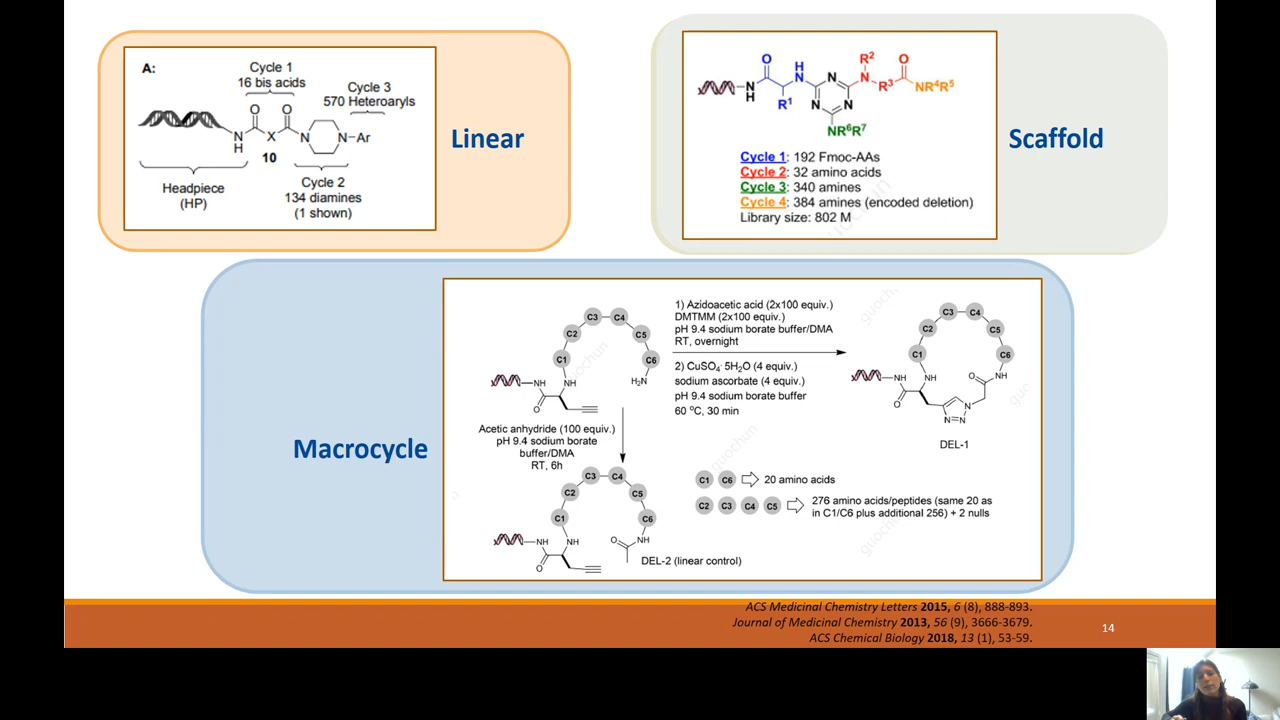 A:
Cycle 1
16 bis acids
Cycle 3
570 Heteroaryls
O
O
N
H
X
N
N
Ar
10
Headpiece
(HP)
Cycle 2
134 diamines
(1 shown)
Linear
O
H
N
N
H
R1
N
N
N
R2
N
R3
O
NR4R5
NR6R7
Cycle 1: 192 Fmoc-AAs
Cycle 2: 32 amino acids
Cycle 3: 340 amines
Cycle 4: 384 amines (encoded deletion)
Library size: 802 M
guochun
Scaffold
Macrocycle
C1
C2
C3
C4
C5
C6
NH
NH
H2N
O
1) Azidoacetic acid (2x100 equiv.)
DMTMM (2x100 equiv.)
pH 9.4 sodium borate buffer/DMA
RT, overnight
2) CuSO4· 5H2O (4 equiv.)
sodium ascorbate (4 equiv.)
pH 9.4 sodium borate buffer
60 ºC, 30 min
C1
C2
C3
C4
C5
C6
NH
NH
NH
O
O
N
N=N
DEL-1
Acetic anhydride (100 equiv.)
pH 9.4 sodium borate
buffer/DMA
RT, 6h
C1
C2
C3
C4
C5
C6
NH
NH
NH
O
O
DEL-2 (linear control)
C1 C6 20 amino acids
C2 C3 C4 C5 276 amino acids/peptides (same 20 as
in C1/C6 plus additional 256) + 2 nulls
guochun
guochun
guochun
guochun
ACS Medicinal Chemistry Letters 2015, 6 (8), 888-893.
Journal of Medicinal Chemistry 2013, 56 (9), 3666-3679.
ACS Chemical Biology 2018, 13 (1), 53-59.
14